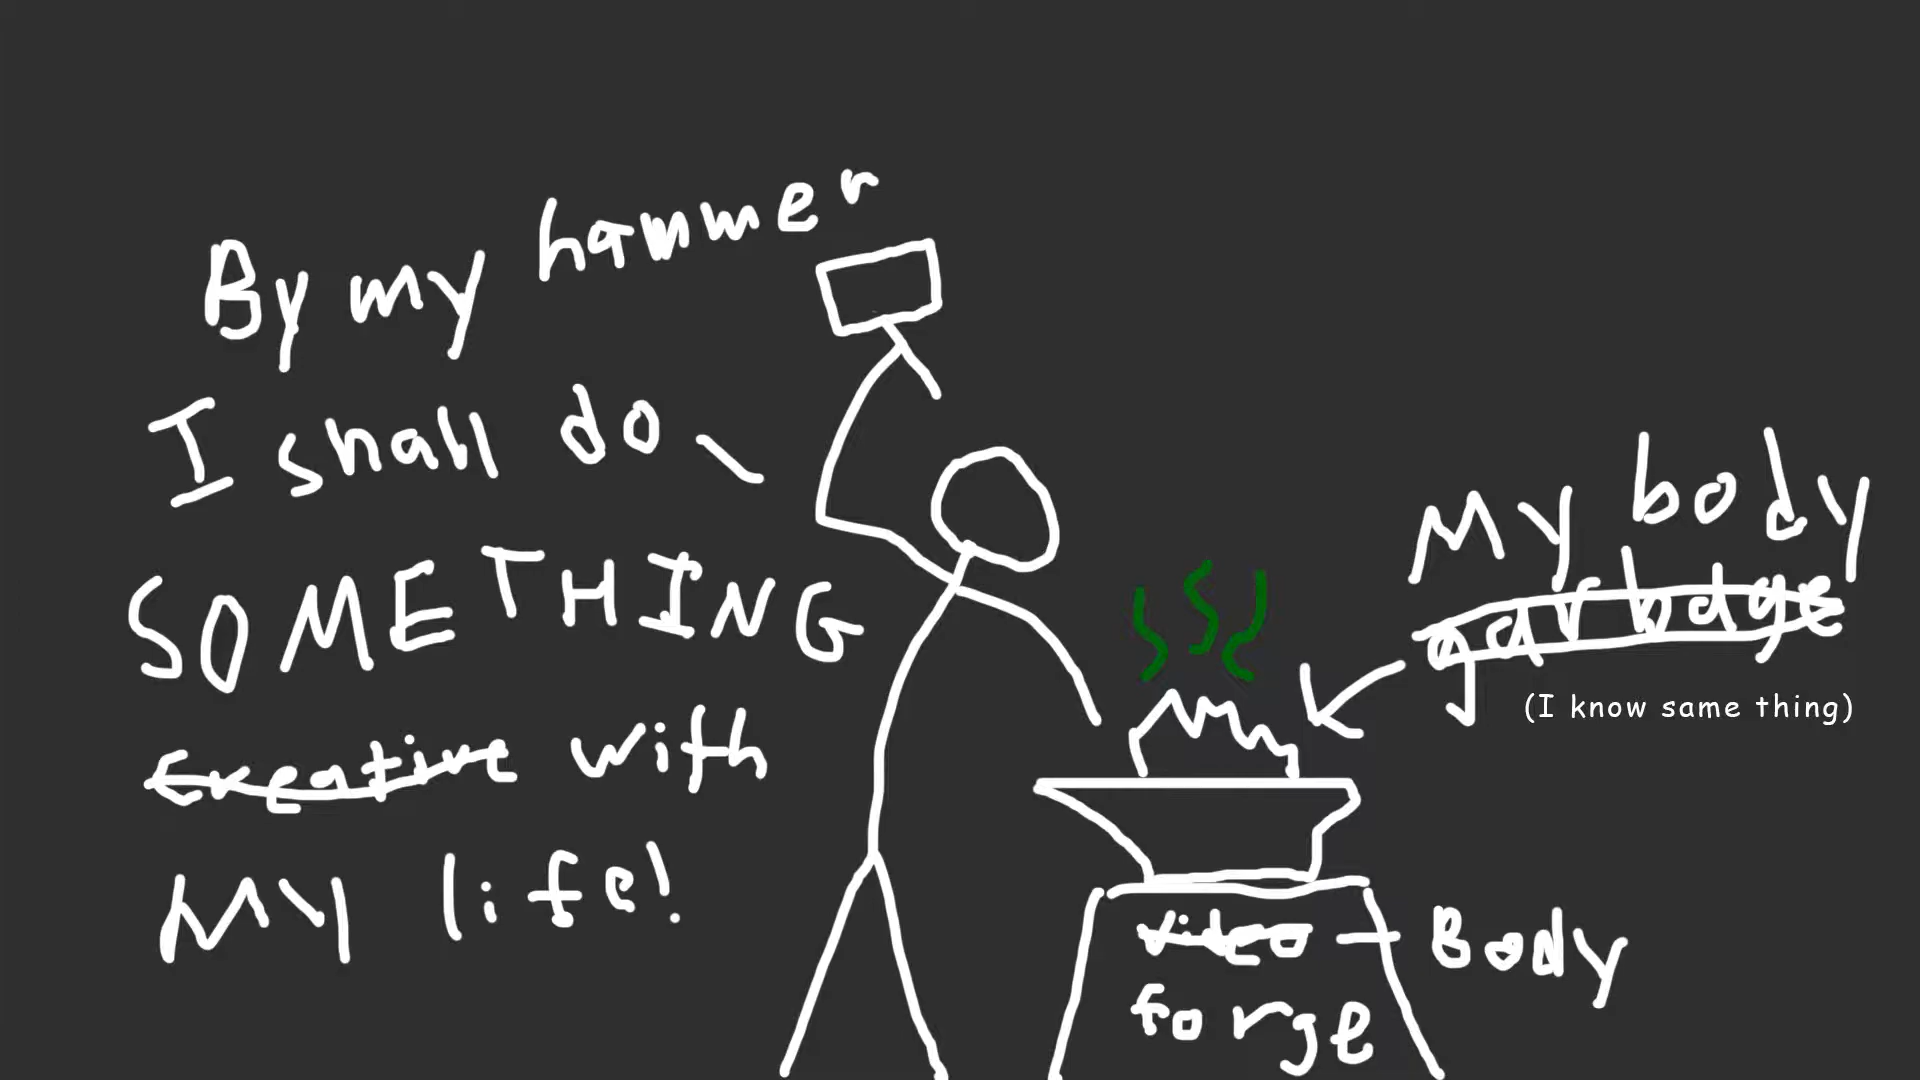 By my hammer
I shall do
SOMETHING
creative with
My life!
My body
garbage
(I know same thing)
video - Body
forge